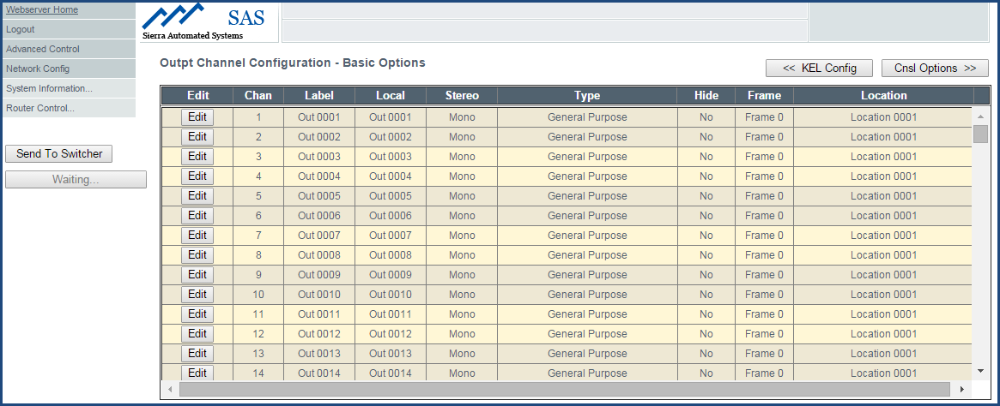 Webserver Home
Logout
Advanced Control
Network Config
System Information...
Router Control...
Send To Switcher
Waiting...
SAS
Sierra Automated Systems
Outpt Channel Configuration - Basic Options
<< KEL Config
Cnsl Options >>
Edit Chan Label Local Stereo Type Hide Frame Location
Edit 1 Out 0001 Out 0001 Mono General Purpose No Frame 0 Location 0001
Edit 2 Out 0002 Out 0002 Mono General Purpose No Frame 0 Location 0001
Edit 3 Out 0003 Out 0003 Mono General Purpose No Frame 0 Location 0001
Edit 4 Out 0004 Out 0004 Mono General Purpose No Frame 0 Location 0001
Edit 5 Out 0005 Out 0005 Mono General Purpose No Frame 0 Location 0001
Edit 6 Out 0006 Out 0006 Mono General Purpose No Frame 0 Location 0001
Edit 7 Out 0007 Out 0007 Mono General Purpose No Frame 0 Location 0001
Edit 8 Out 0008 Out 0008 Mono General Purpose No Frame 0 Location 0001
Edit 9 Out 0009 Out 0009 Mono General Purpose No Frame 0 Location 0001
Edit 10 Out 0010 Out 0010 Mono General Purpose No Frame 0 Location 0001
Edit 11 Out 0011 Out 0011 Mono General Purpose No Frame 0 Location 0001
Edit 12 Out 0012 Out 0012 Mono General Purpose No Frame 0 Location 0001
Edit 13 Out 0013 Out 0013 Mono General Purpose No Frame 0 Location 0001
Edit 14 Out 0014 Out 0014 Mono General Purpose No Frame 0 Location 0001